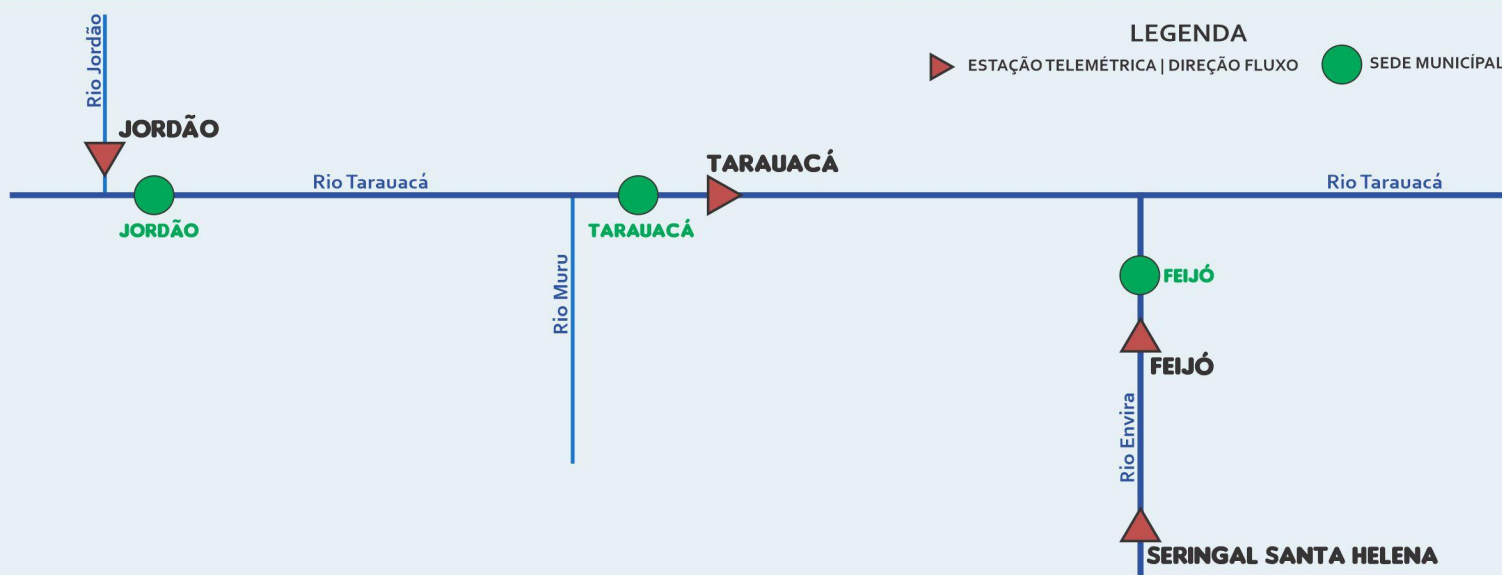 LEGENDA
ESTAÇÃO TELEMÉTRICA | DIREÇÃO FLUXO
SEDE MUNICÍPAL
Rio Jordão
JORDÃO
JORDÃO
Rio Tarauacá
TARAUACÁ
TARAUACÁ
Rio Tarauacá
Rio Muru
FEIJÓ
FEIJÓ
Rio Envira
SERINGAL SANTA HELENA